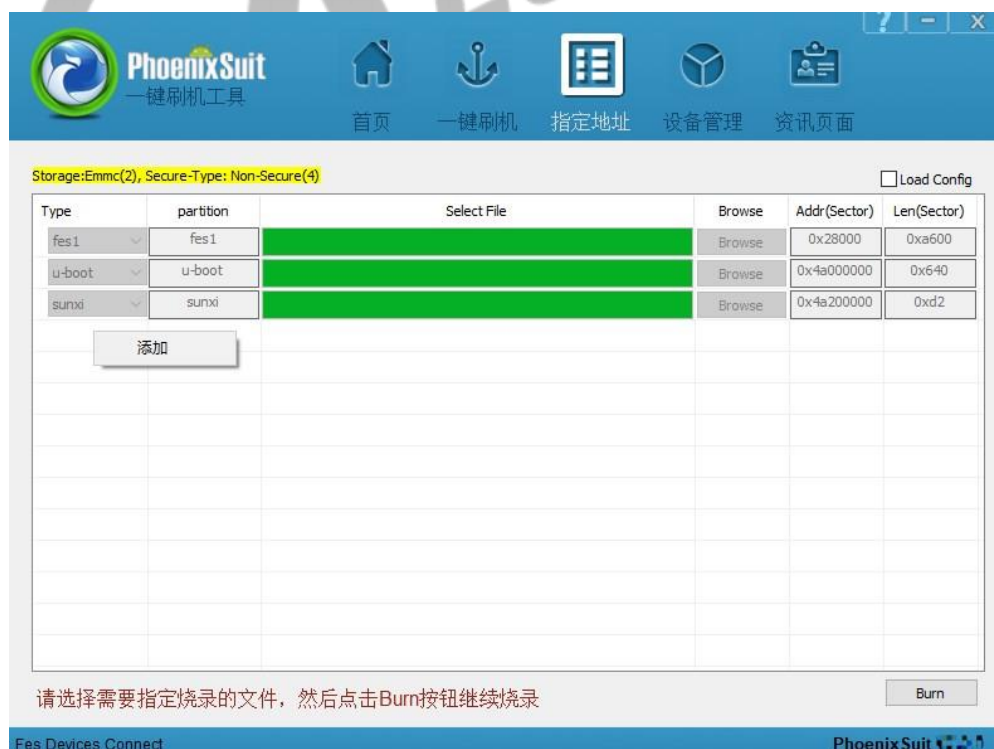 ? - X
PhoenixSuit
一键刷机工具
首页 一键刷机 指定地址 设备管理 资讯页面
Storage:Emmc(2), Secure-Type: Non-Secure(4)
Load Config
Type partition Select File Browse Addr(Sector) Len(Sector)
fes1 fes1 Browse 0x28000 0xa600
u-boot u-boot Browse 0x4a000000 0x640
sunxi sunxi Browse 0x4a200000 0xd2
添加
请选择需要指定烧录的文件，然后点击Burn按钮继续烧录
Burn
Fes Devices Connect
PhoenixSuit